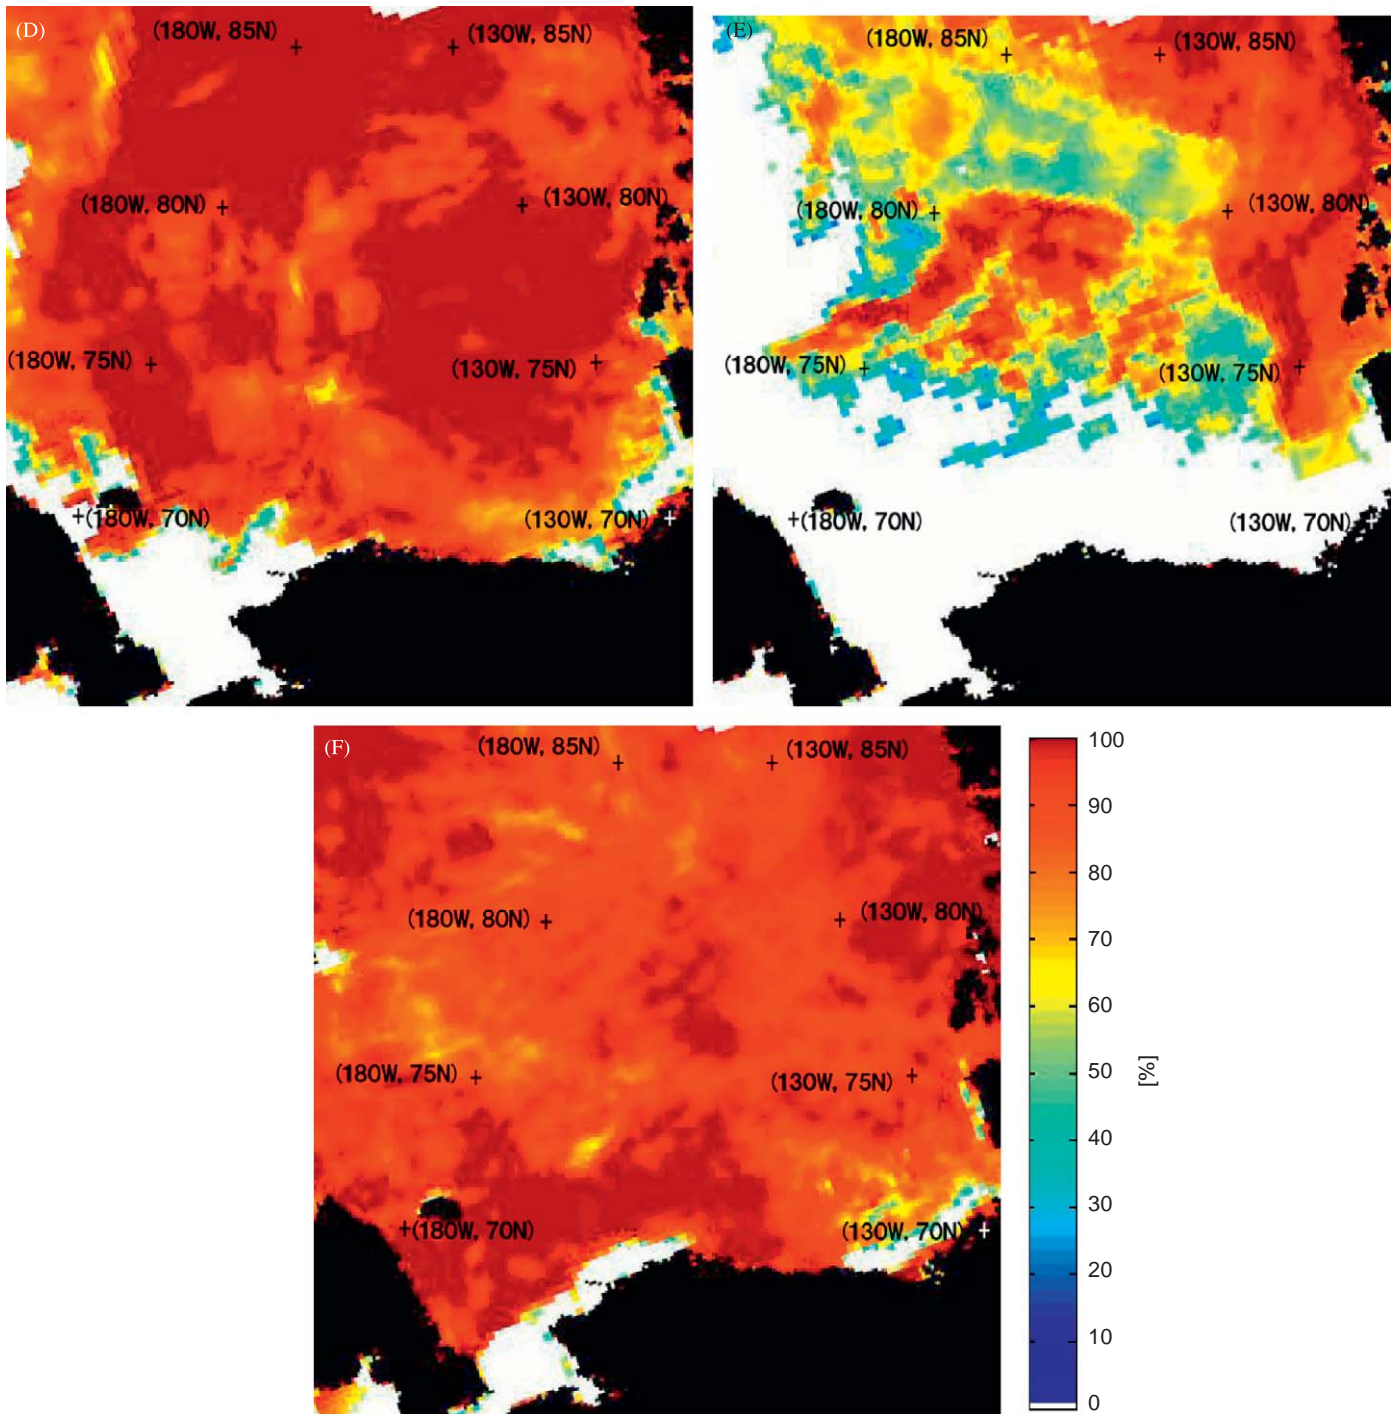 (D)
(180W, 85N)
(130W, 85N)
(180W, 80N)
(130W, 80N)
(180W, 75N)
(130W, 75N)
(180W, 70N)
(130W, 70N)
(E)
(180W, 85N)
(130W, 85N)
(180W, 80N)
(130W, 80N)
(180W, 75N)
(130W, 75N)
(180W, 70N)
(130W, 70N)
(F)
(180W, 85N)
(130W, 85N)
(180W, 80N)
(130W, 80N)
(180W, 75N)
(130W, 75N)
(180W, 70N)
(130W, 70N)
100
90
80
70
60
50
40
30
20
10
0
[%]